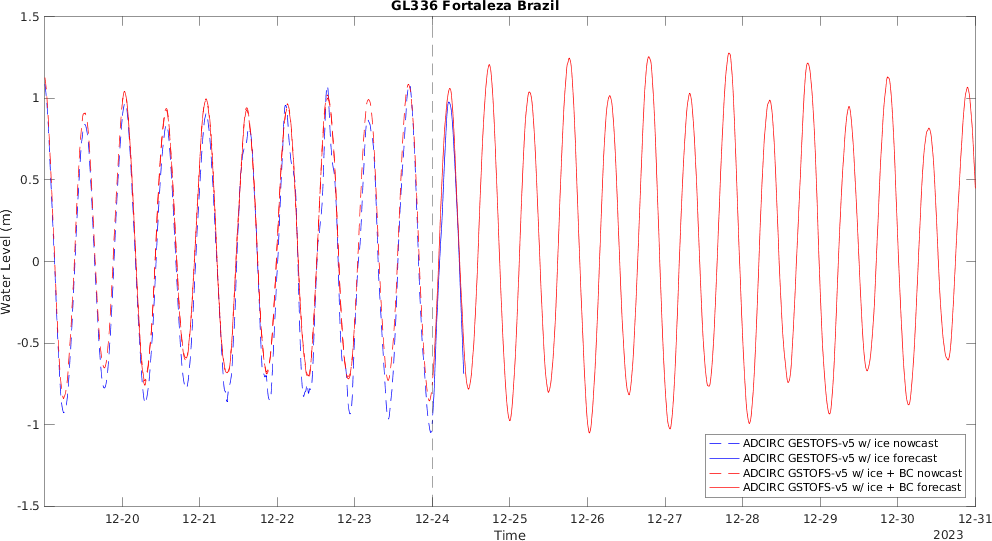 GL336 Fortaleza Brazil
1.5
1
0.5
0
-0.5
-1
-1.5
Water Level (m)
ADCIRC GESTOFS-v5 w/ ice nowcast
ADCIRC GESTOFS-v5 w/ ice forecast
ADCIRC GSTOFS-v5 w/ ice + BC nowcast
ADCIRC GSTOFS-v5 w/ ice + BC forecast
12-20 12-21 12-22 12-23 12-24 12-25 12-26 12-27 12-28 12-29 12-30 12-31
Time 2023